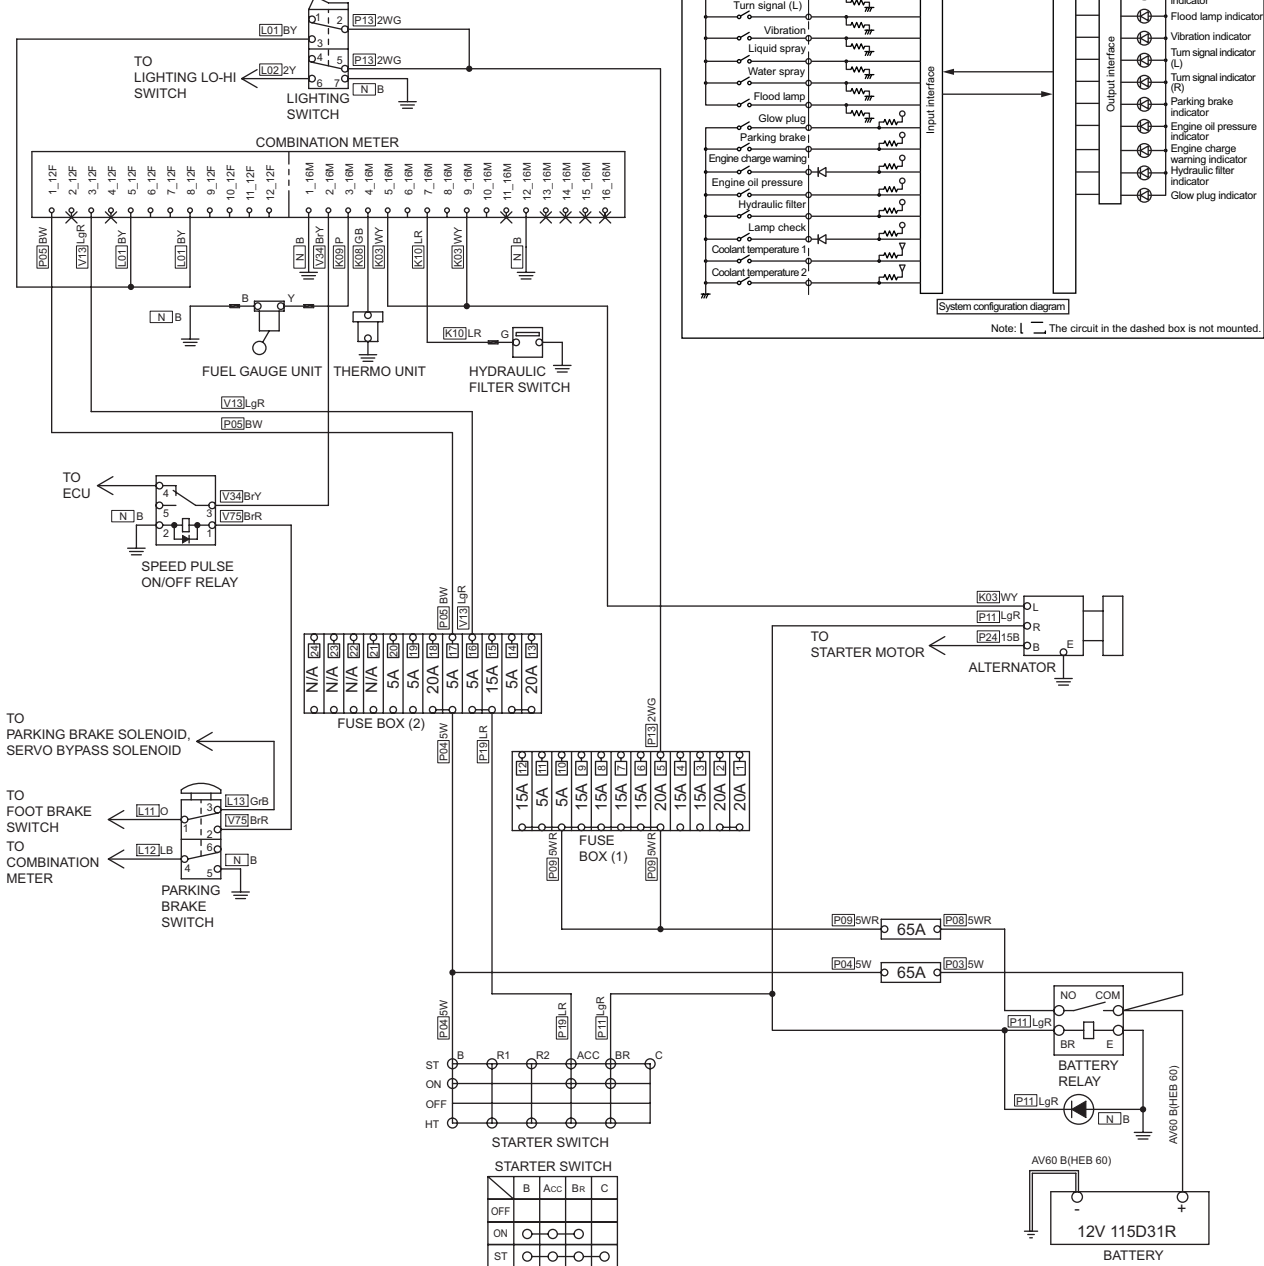 1 2 P13 2WG
L01 BY
3
4 5 P13 2WG
TO
LIGHTING LO-HI
SWITCH
L02 2Y
6 7
N B
LIGHTING
SWITCH
COMBINATION METER
1_12F
2_12F
3_12F
4_12F
5_12F
6_12F
7_12F
8_12F
9_12F
10_12F
11_12F
12_12F
1_16M
2_16M
3_16M
4_16M
5_16M
6_16M
7_16M
8_16M
9_16M
10_16M
11_16M
12_16M
13_16M
14_16M
15_16M
16_16M
P05 BW
V13 LgR
L01 BY
L01 BY
N B
V34 BrY
K09 P
K08 GB
K03 WY
K10 LR
K03 WY
N B
N B
B Y
K10 LR G
FUEL GAUGE UNIT
THERMO UNIT
HYDRAULIC
FILTER SWITCH
Turn signal (L)
Vibration
Liquid spray
Water spray
Flood lamp
Glow plug
Parking brake
Engine charge warning
Engine oil pressure
Hydraulic filter
Lamp check
Coolant temperature 1
Coolant temperature 2
Input interface
Output interface
indicator
Flood lamp indicator
Vibration indicator
Turn signal indicator
(L)
Turn signal indicator
(R)
Parking brake
indicator
Engine oil pressure
indicator
Engine charge
warning indicator
Hydraulic filter
indicator
Glow plug indicator
System configuration diagram
Note: The circuit in the dashed box is not mounted.
V13 LgR
P05 BW
TO
ECU
4
5 3
2 1
V34 BrY
V75 BrR
N B
SPEED PULSE
ON/OFF RELAY
P05 BW
V13 LgR
24 23 22 21 20 19 18 17 16 15 14 13
N/A N/A N/A N/A 5A 5A 20A 5A 5A 15A 5A 20A
FUSE BOX (2)
P04 5W
P19 LR
P13 2WG
12 11 10 9 8 7 6 5 4 3 2 1
15A 5A 5A 15A 15A 15A 15A 20A 15A 15A 20A 20A
FUSE
BOX (1)
P09 5WR
P09 5WR
K03 WY
P11 LgR
P24 15B
L
R
B E
TO
STARTER MOTOR
ALTERNATOR
TO
PARKING BRAKE SOLENOID,
SERVO BYPASS SOLENOID
TO
FOOT BRAKE
SWITCH
L11 O
L13 GrB
V75 BrR
3
1 2
TO
COMBINATION
METER
L12 LB
6
4 5
N B
PARKING
BRAKE
SWITCH
P09 5WR 65A P08 5WR
P04 5W 65A P03 5W
P04 5W
P19 LR
P11 LgR
NO COM
P11 LgR
BR E
BATTERY
RELAY
P11 LgR
N B
AV60 B(HEB 60)
B R1 R2 ACC BR C
ST
ON
OFF
HT
STARTER SWITCH
STARTER SWITCH
B Acc BR C
OFF
ON
ST
AV60 B(HEB 60)
- +
12V 115D31R
BATTERY